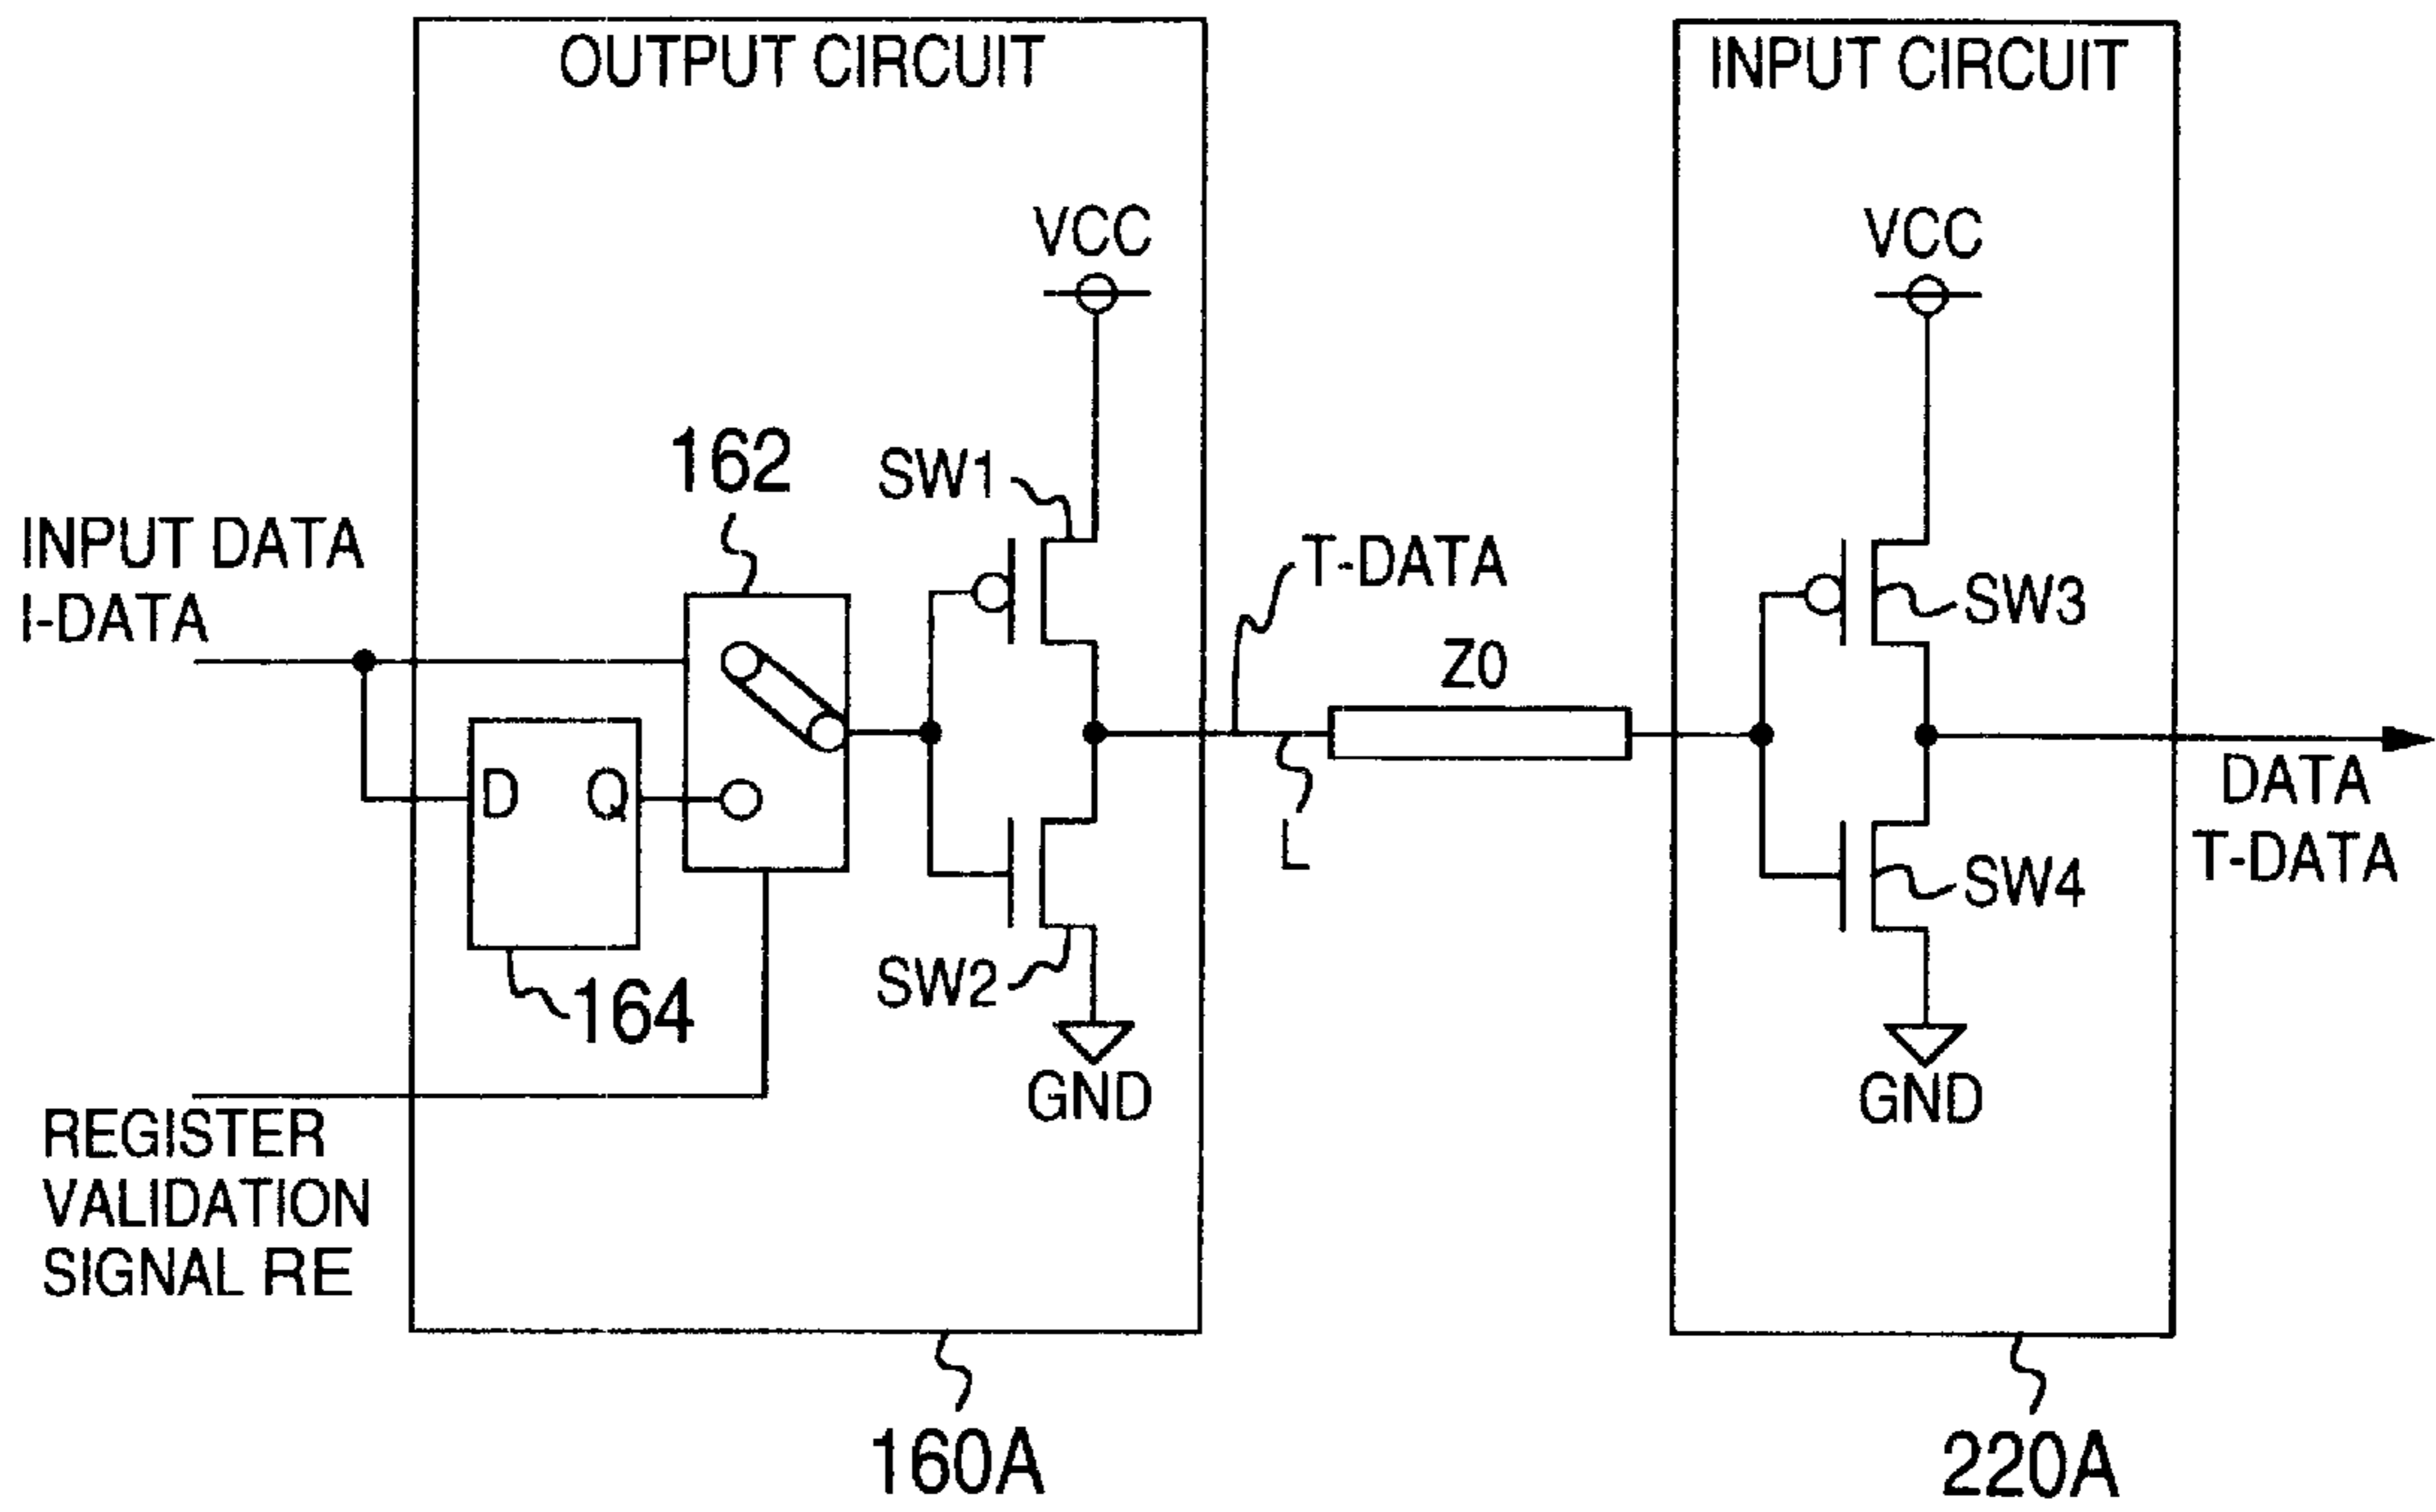 OUTPUT CIRCUIT
INPUT CIRCUIT
VCC
VCC
162
SW1
INPUT DATA
I-DATA
T-DATA
SW3
Z0
D Q
L
DATA
T-DATA
SW4
SW2
164
GND
GND
REGISTER
VALIDATION
SIGNAL RE
160A
220A